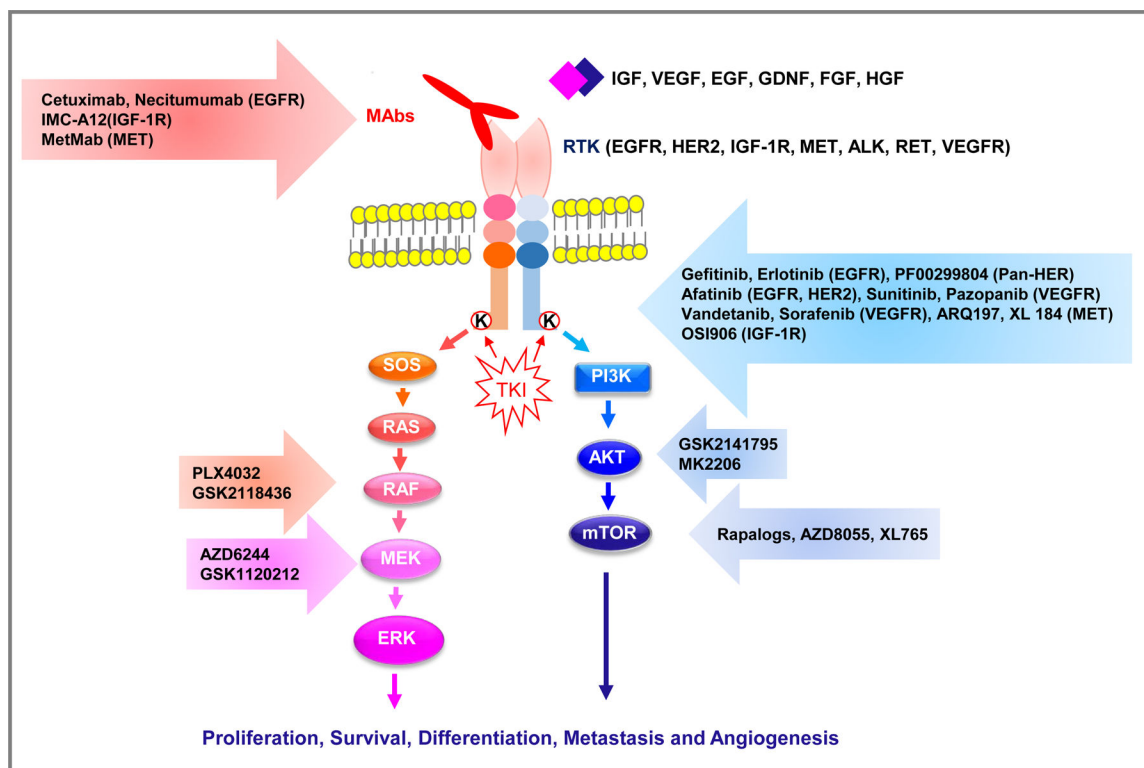 IGF, VEGF, EGF, GDNF, FGF, HGF
Cetuximab, Necitumumab (EGFR)
IMC-A12(IGF-1R)
MetMab (MET)
MAbs
RTK (EGFR, HER2, IGF-1R, MET, ALK, RET, VEGFR)
Gefitinib, Erlotinib (EGFR), PF00299804 (Pan-HER)
Afatinib (EGFR, HER2), Sunitinib, Pazopanib (VEGFR)
Vandetanib, Sorafenib (VEGFR), ARQ197, XL 184 (MET)
OSI906 (IGF-1R)
K
K
SOS
TKI
PI3K
RAS
AKT
GSK2141795
MK2206
PLX4032
GSK2118436
RAF
mTOR
Rapalogs, AZD8055, XL765
AZD6244
GSK1120212
MEK
ERK
Proliferation, Survival, Differentiation, Metastasis and Angiogenesis